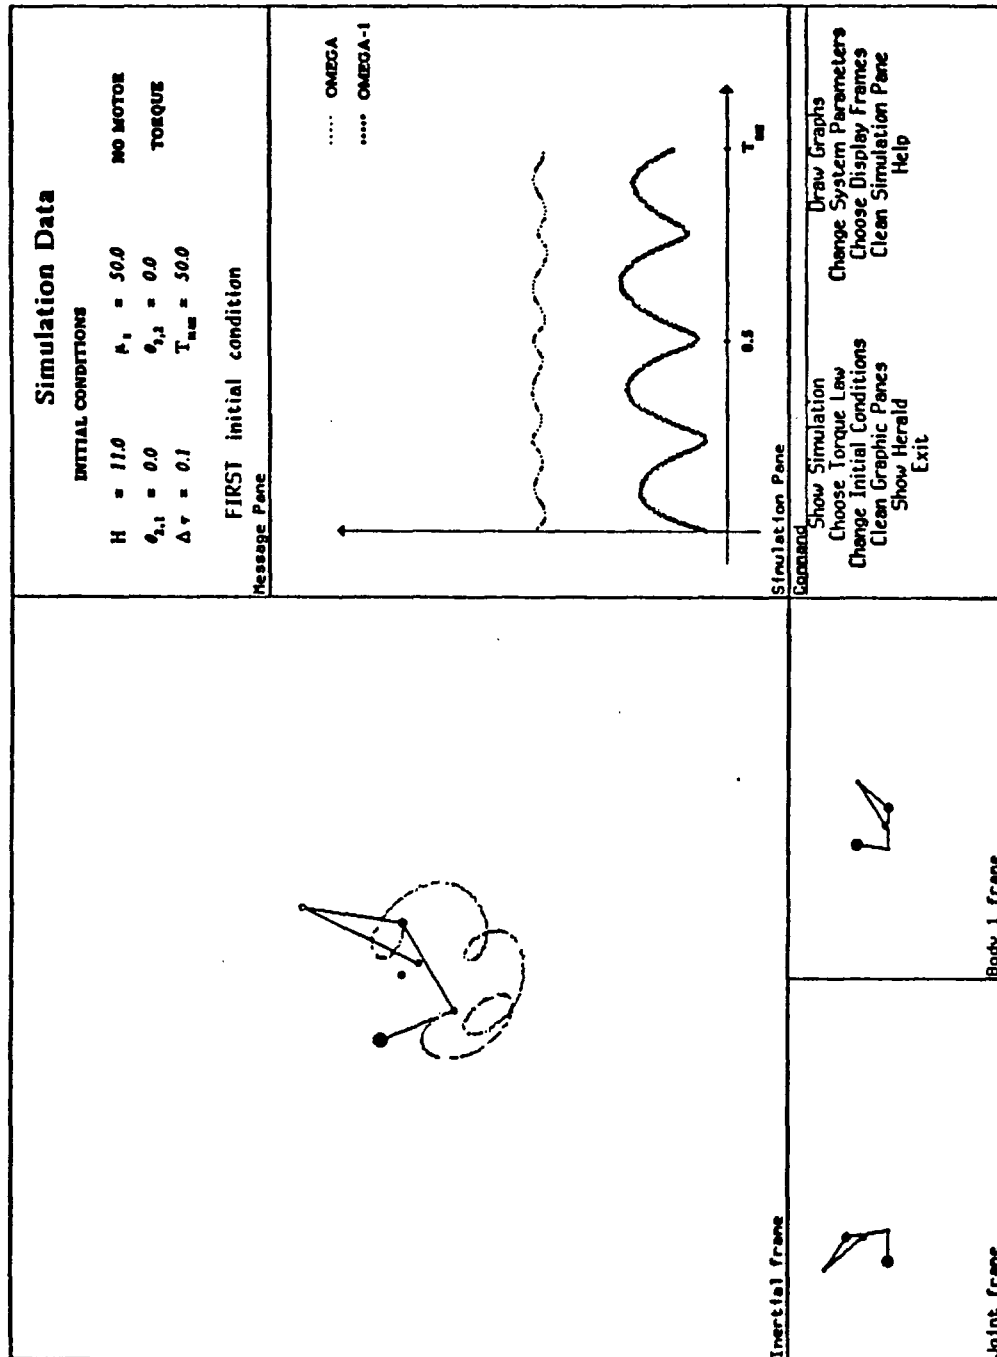 Simulation Data
INITIAL CONDITIONS
H = 11.0 μ₁ = 50.0 NO MOTOR
θ₂,₁ = 0.0 θ₃,₂ = 0.0 TORQUE
Δτ = 0.1 Tmax = 50.0
FIRST initial condition
Message Pane
..... OMEGA
••••• OMEGA-1
0.5
Tmax
Simulation Pane
Command
Show Simulation Draw Graphs
Choose Torque Law Change System Parameters
Change Initial Conditions Choose Display Frames
Clean Graphic Panes Clean Simulation Pane
Show Herald Help
Exit
Inertial frame
Joint frame
Body 1 frame